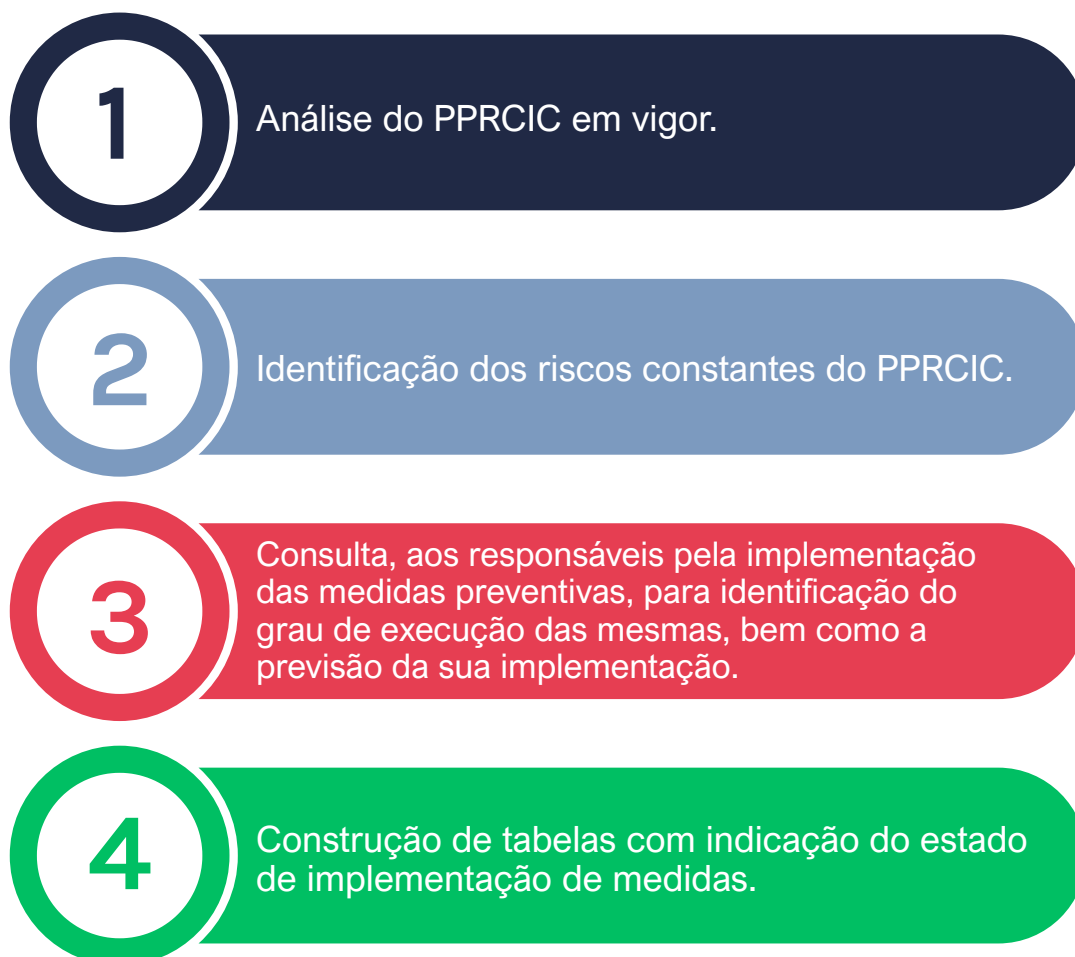 1
Análise do PPRCIC em vigor.
2
Identificação dos riscos constantes do PPRCIC.
3
Consulta, aos responsáveis pela implementação
das medidas preventivas, para identificação do
grau de execução das mesmas, bem como a
previsão da sua implementação.
4
Construção de tabelas com indicação do estado
de implementação de medidas.